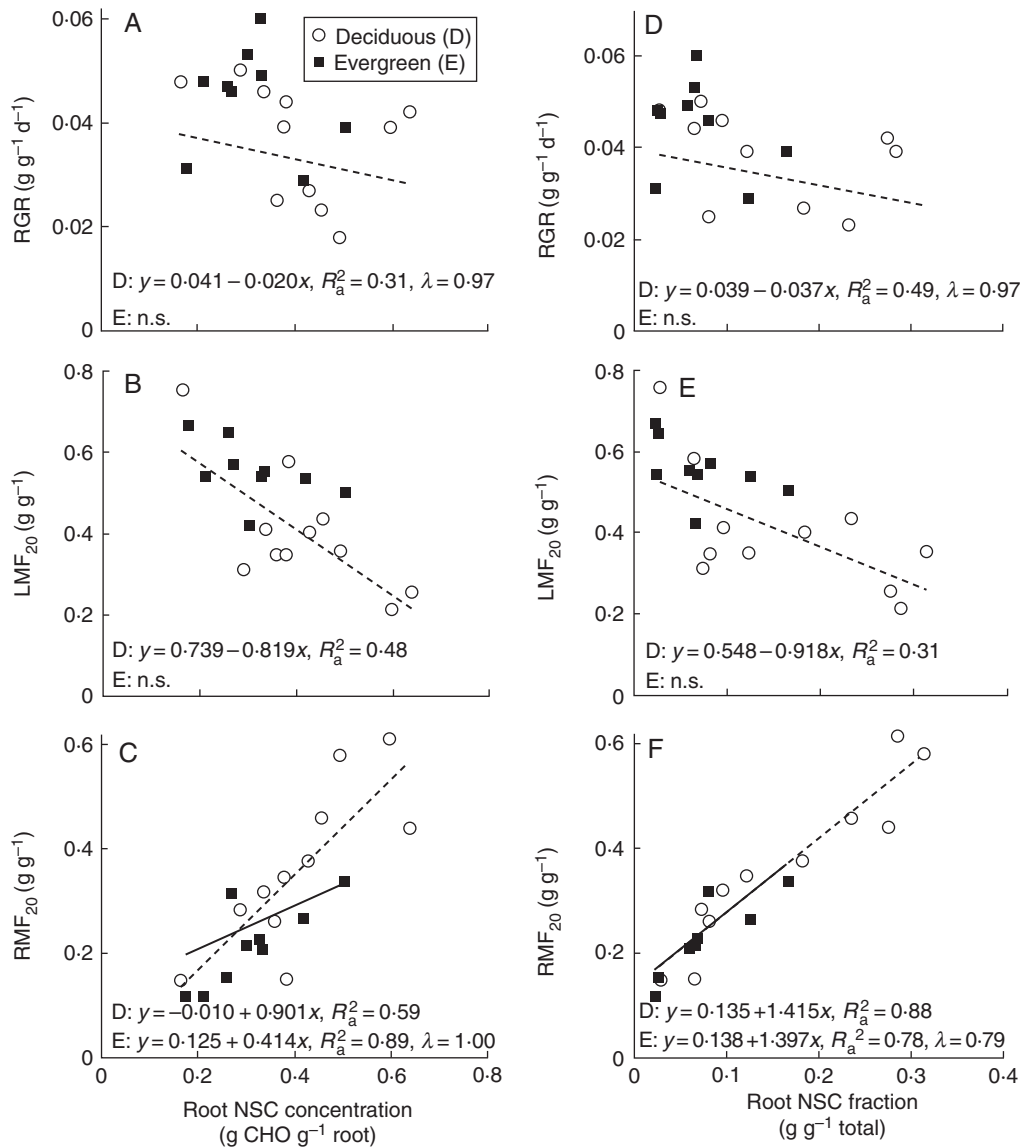 A
0·06
0·04
0·02
0
RGR (g g–1 d–1)
Deciduous (D)
Evergreen (E)
D: y = 0·041 – 0·020x, R2a = 0·31, λ = 0·97
E: n.s.
D
0·06
0·04
0·02
0
RGR (g g–1 d–1)
D: y = 0·039 – 0·037x, R2a = 0·49, λ = 0·97
E: n.s.
B
0·8
0·6
0·4
0·2
0
LMF20 (g g–1)
D: y = 0·739 – 0·819x, R2a = 0·48
E: n.s.
E
0·8
0·6
0·4
0·2
0
LMF20 (g g–1)
D: y = 0·548 – 0·918x, R2a = 0·31
E: n.s.
C
0·6
0·4
0·2
0
RMF20 (g g–1)
D: y = –0·010 + 0·901x, R2a = 0·59
E: y = 0·125 + 0·414x, R2a = 0·89, λ = 1·00
0 0·2 0·4 0·6 0·8
Root NSC concentration
(g CHO g–1 root)
F
0·6
0·4
0·2
0
RMF20 (g g–1)
D: y = 0·135 + 1·415x, R2a = 0·88
E: y = 0·138 + 1·397x, Ra2 = 0·78, λ = 0·79
0 0·1 0·2 0·3 0·4
Root NSC fraction
(g g–1 total)